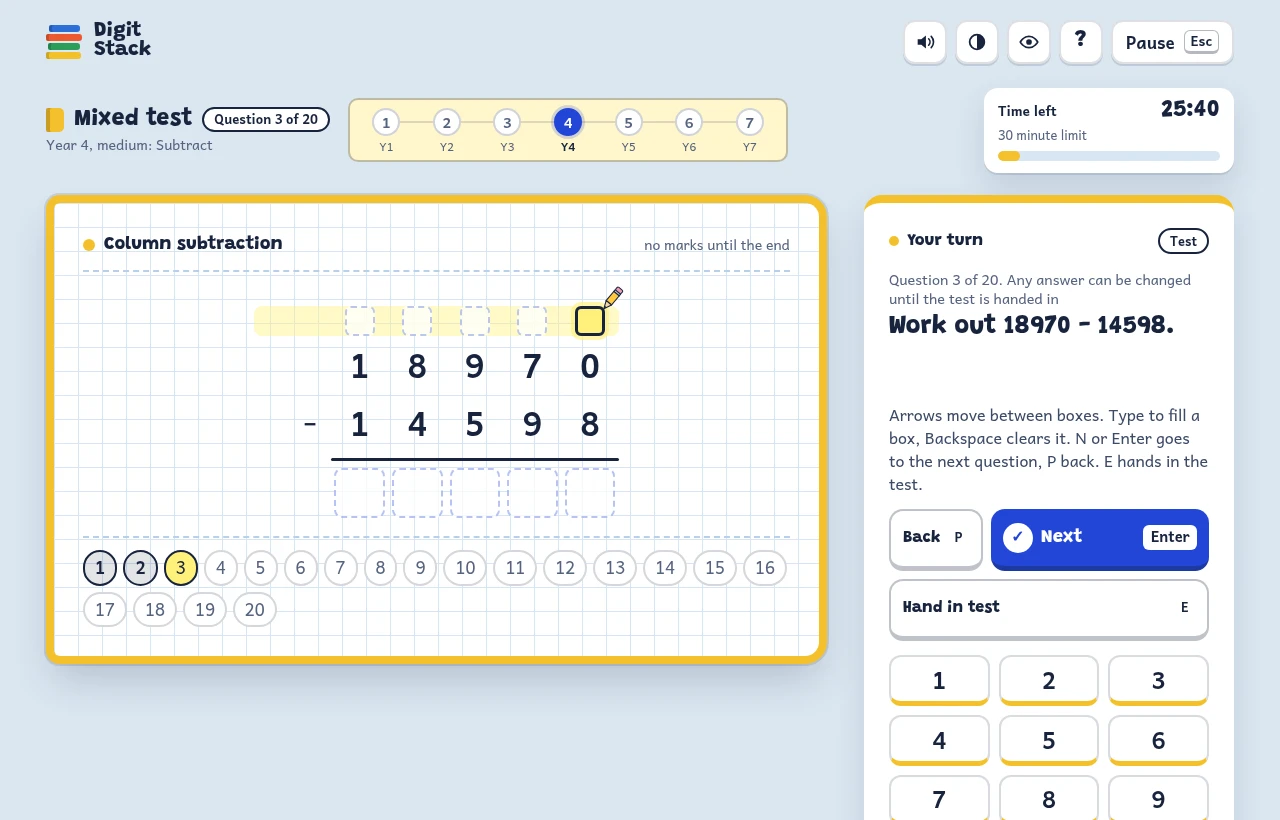 Digit
Stack
?
Pause Esc
Mixed test Question 3 of 20
Year 4, medium: Subtract
1 2 3 4 5 6 7
Y1 Y2 Y3 Y4 Y5 Y6 Y7
Time left 25:40
30 minute limit
Column subtraction no marks until the end
1 8 9 7 0
− 1 4 5 9 8
1 2 3 4 5 6 7 8 9 10 11 12 13 14 15 16
17 18 19 20
Your turn Test
Question 3 of 20. Any answer can be changed
until the test is handed in
Work out 18970 − 14598.
Arrows move between boxes. Type to fill a
box, Backspace clears it. N or Enter goes
to the next question, P back. E hands in the
test.
Back P ✓ Next Enter
Hand in test E
1 2 3
4 5 6
7 8 9